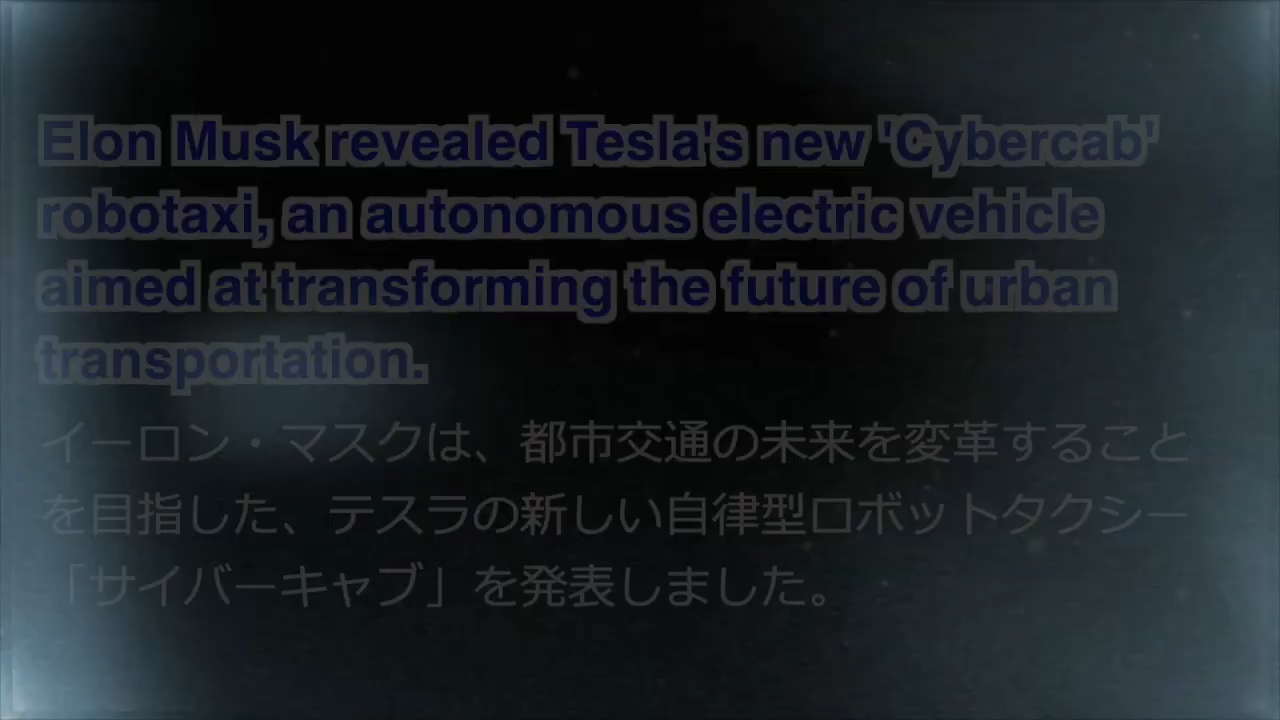 Elon Musk revealed Tesla's new 'Cybercab'
robotaxi, an autonomous electric vehicle
aimed at transforming the future of urban
transportation.
イーロン・マスクは、都市交通の未来を変革すること
を目指した、テスラの新しい自律型ロボットタクシー
「サイバーキャブ」を発表しました。